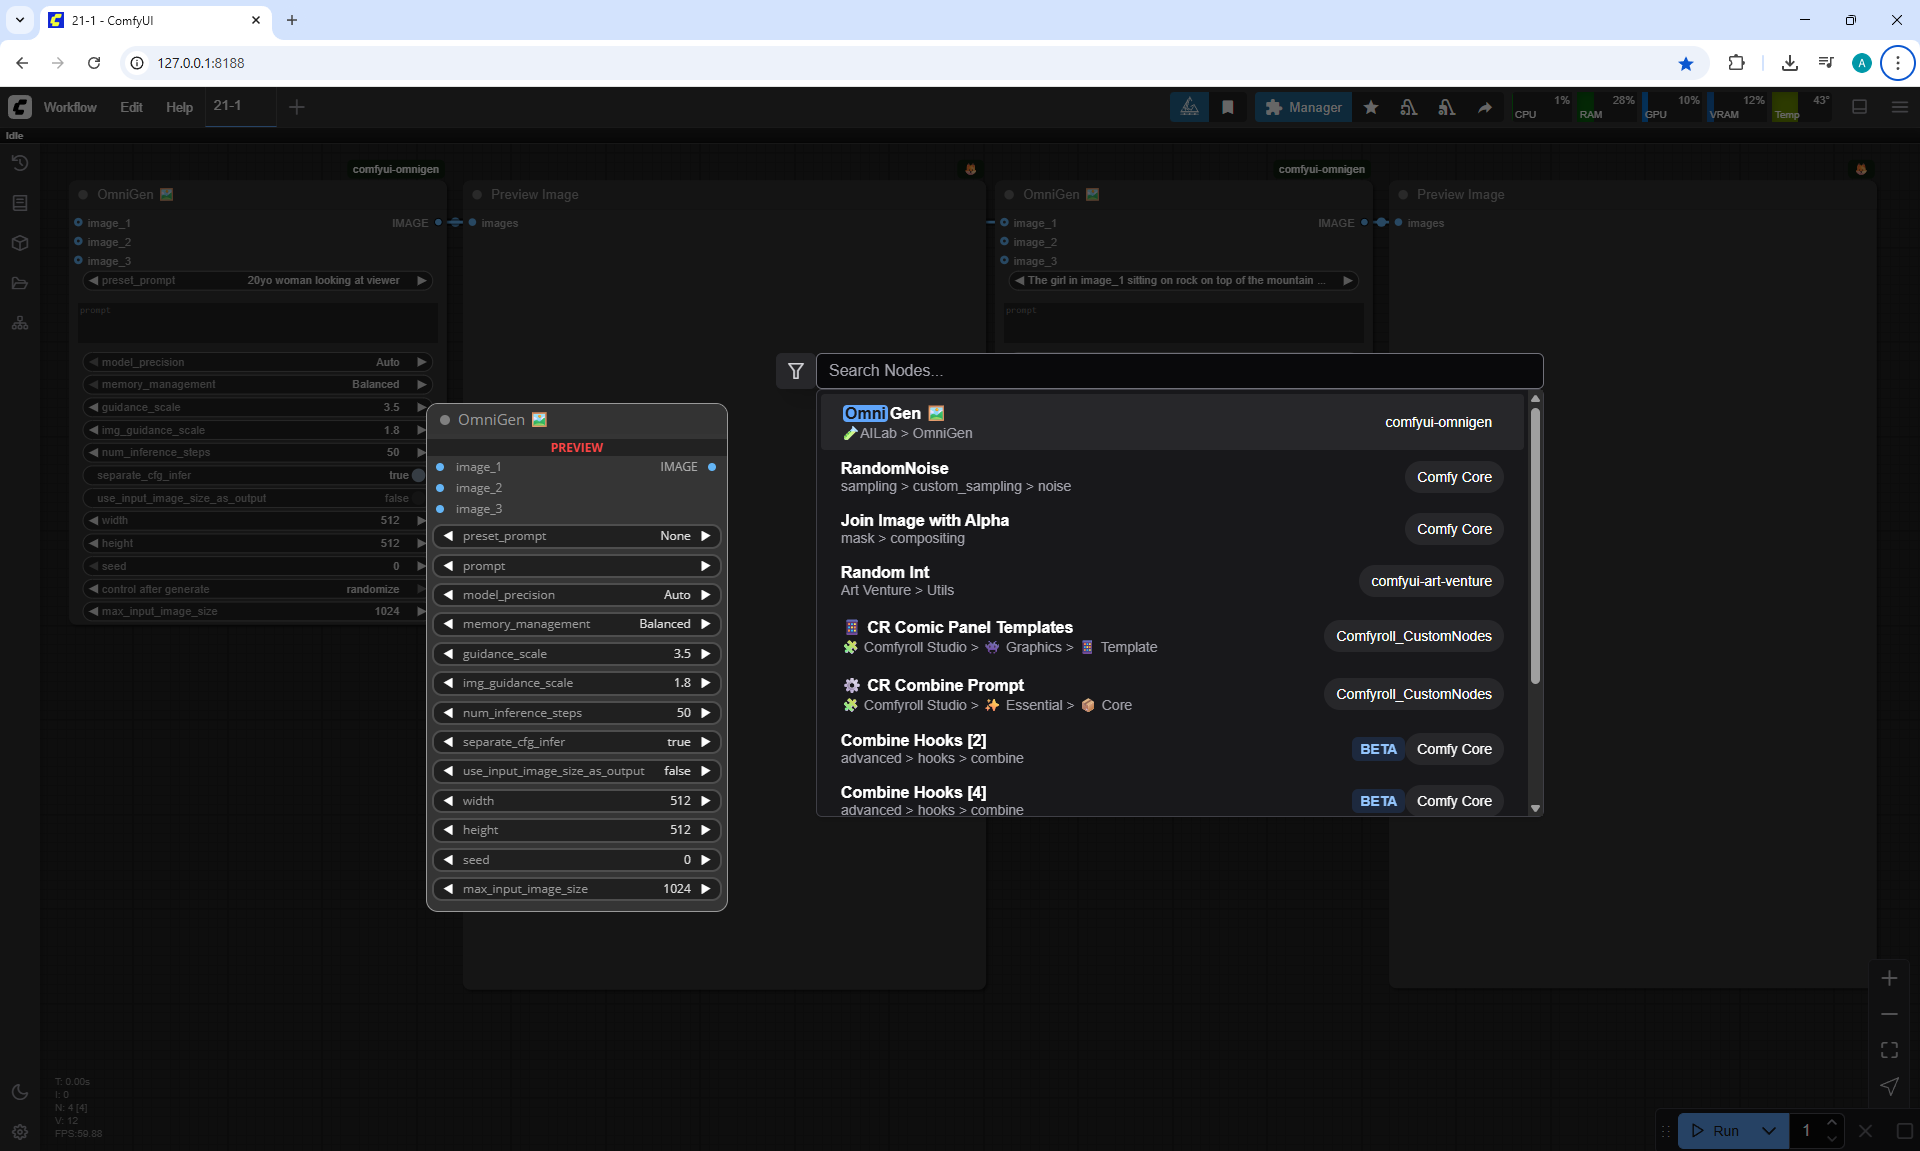 21-1 - ComfyUI
127.0.0.1:8188
A
Workflow Edit Help 21-1
Manager
CPU 1% RAM 28% GPU 10% VRAM 12% Temp 43°
Idle
comfyui-omnigen
OmniGen
image_1 IMAGE
image_2
image_3
preset_prompt 20yo woman looking at viewer
prompt
model_precision Auto
memory_management Balanced
guidance_scale 3.5
img_guidance_scale 1.8
num_inference_steps 50
separate_cfg_infer true
use_input_image_size_as_output false
width 512
height 512
seed 0
control after generate randomize
max_input_image_size 1024
Preview Image
images
comfyui-omnigen
OmniGen
image_1 IMAGE
image_2
image_3
The girl in image_1 sitting on rock on top of the mountain ...
prompt
Preview Image
images
OmniGen
PREVIEW
image_1 IMAGE
image_2
image_3
preset_prompt None
prompt
model_precision Auto
memory_management Balanced
guidance_scale 3.5
img_guidance_scale 1.8
num_inference_steps 50
separate_cfg_infer true
use_input_image_size_as_output false
width 512
height 512
seed 0
max_input_image_size 1024
Search Nodes...
OmniGen
AILab > OmniGen
comfyui-omnigen
RandomNoise
sampling > custom_sampling > noise
Comfy Core
Join Image with Alpha
mask > compositing
Comfy Core
Random Int
Art Venture > Utils
comfyui-art-venture
CR Comic Panel Templates
Comfyroll Studio > Graphics > Template
Comfyroll_CustomNodes
CR Combine Prompt
Comfyroll Studio > Essential > Core
Comfyroll_CustomNodes
Combine Hooks [2]
advanced > hooks > combine
BETA Comfy Core
Combine Hooks [4]
advanced > hooks > combine
BETA Comfy Core
T: 0.00s
I: 0
N: 4 [4]
V: 12
FPS:59.88
Run 1